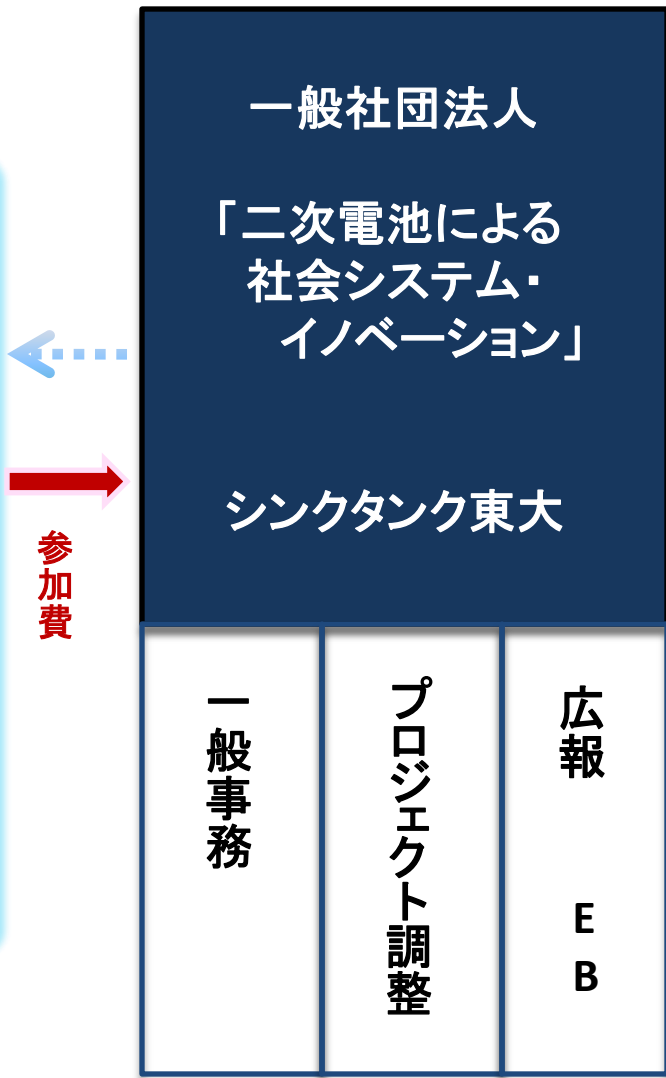 一般社団法人
「二次電池による
社会システム・
イノベーション」
シンクタンク東大
参加費
一般事務
プロジェクト調整
広報 EB